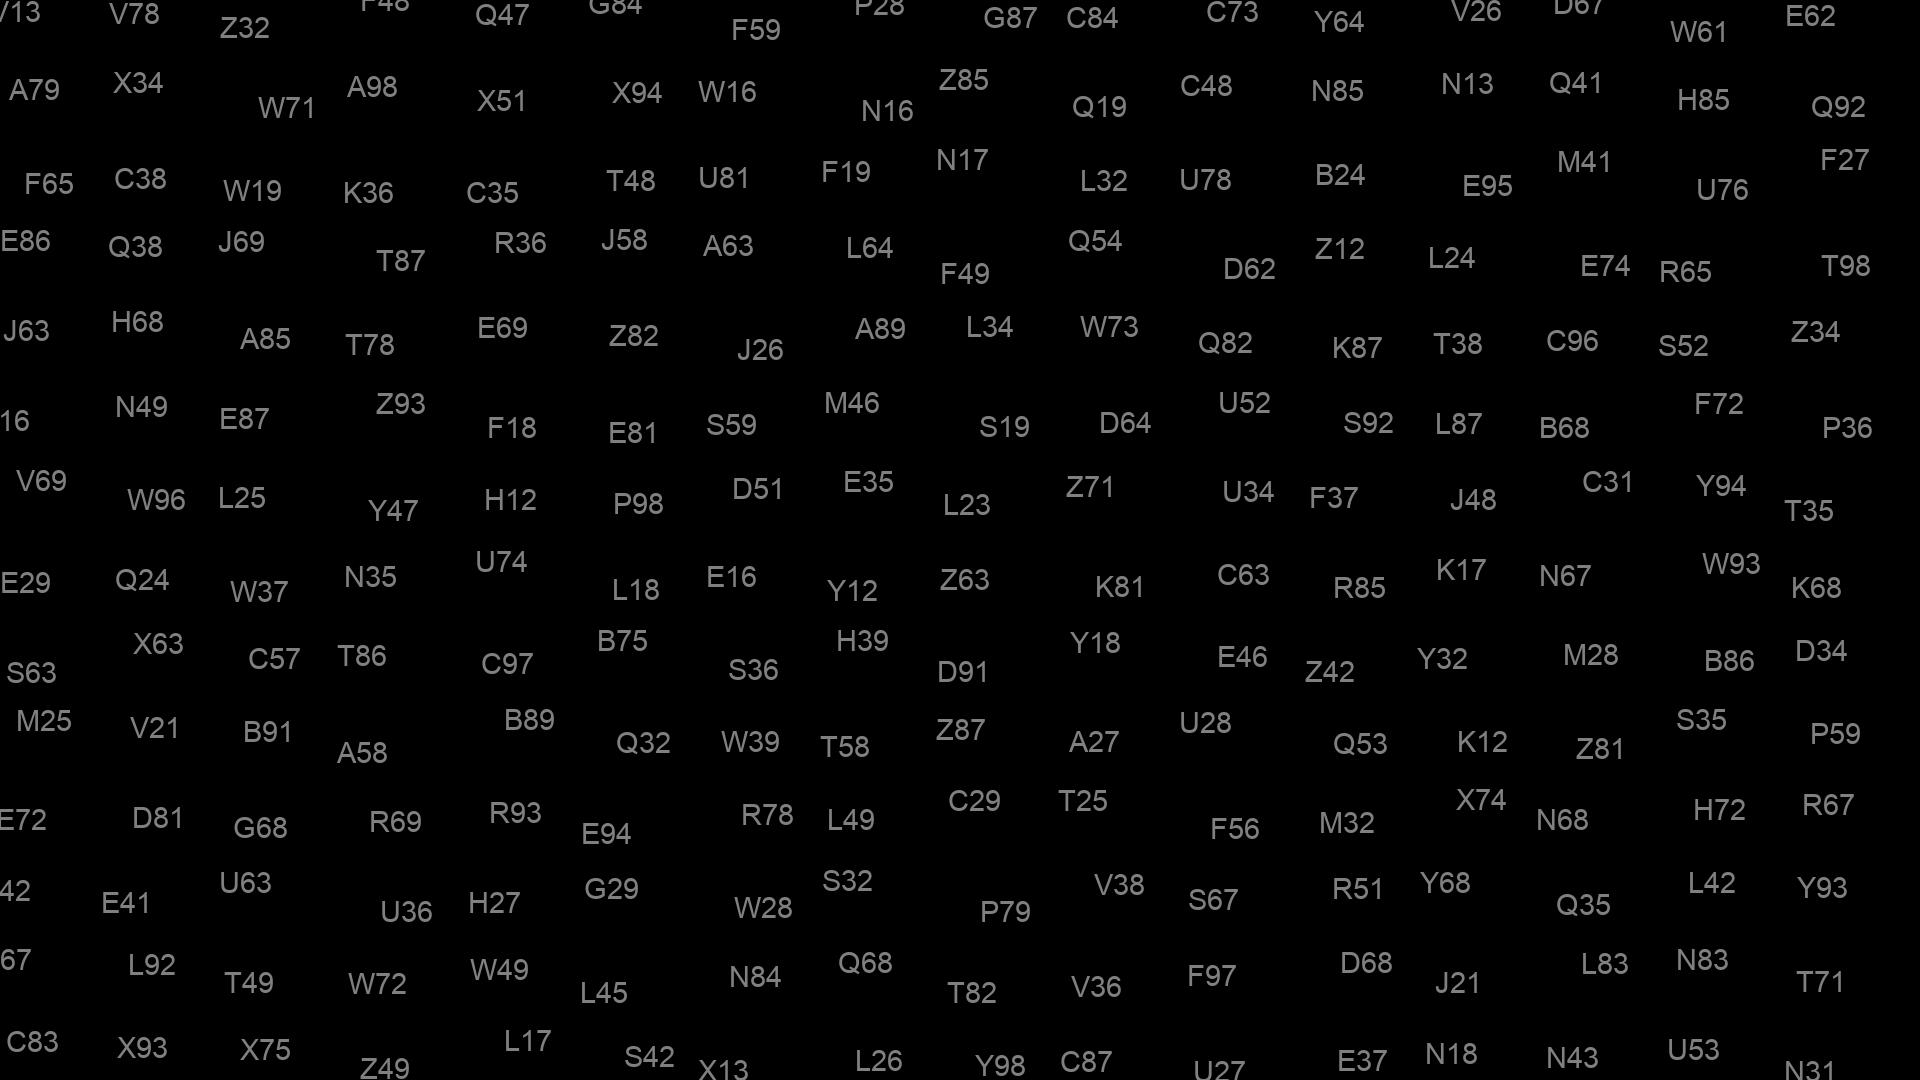 V13 V78 Z32 F48 Q47 G84 F59 P28 G87 C84 C73 Y64 V26 D67 W61 E62
A79 X34 W71 A98 X51 X94 W16 N16 Z85 Q19 C48 N85 N13 Q41 H85 Q92
F65 C38 W19 K36 C35 T48 U81 F19 N17 L32 U78 B24 E95 M41 U76 F27
E86 Q38 J69 T87 R36 J58 A63 L64 F49 Q54 D62 Z12 L24 E74 R65 T98
J63 H68 A85 T78 E69 Z82 J26 A89 L34 W73 Q82 K87 T38 C96 S52 Z34
16 N49 E87 Z93 F18 E81 S59 M46 S19 D64 U52 S92 L87 B68 F72 P36
V69 W96 L25 Y47 H12 P98 D51 E35 L23 Z71 U34 F37 J48 C31 Y94 T35
E29 Q24 W37 N35 U74 L18 E16 Y12 Z63 K81 C63 R85 K17 N67 W93 K68
S63 X63 C57 T86 C97 B75 S36 H39 D91 Y18 E46 Z42 Y32 M28 B86 D34
M25 V21 B91 A58 B89 Q32 W39 T58 Z87 A27 U28 Q53 K12 Z81 S35 P59
E72 D81 G68 R69 R93 E94 R78 L49 C29 T25 F56 M32 X74 N68 H72 R67
42 E41 U63 U36 H27 G29 W28 S32 P79 V38 S67 R51 Y68 Q35 L42 Y93
67 L92 T49 W72 W49 L45 N84 Q68 T82 V36 F97 D68 J21 L83 N83 T71
C83 X93 X75 Z49 L17 S42 X13 L26 Y98 C87 U27 E37 N18 N43 U53 N31